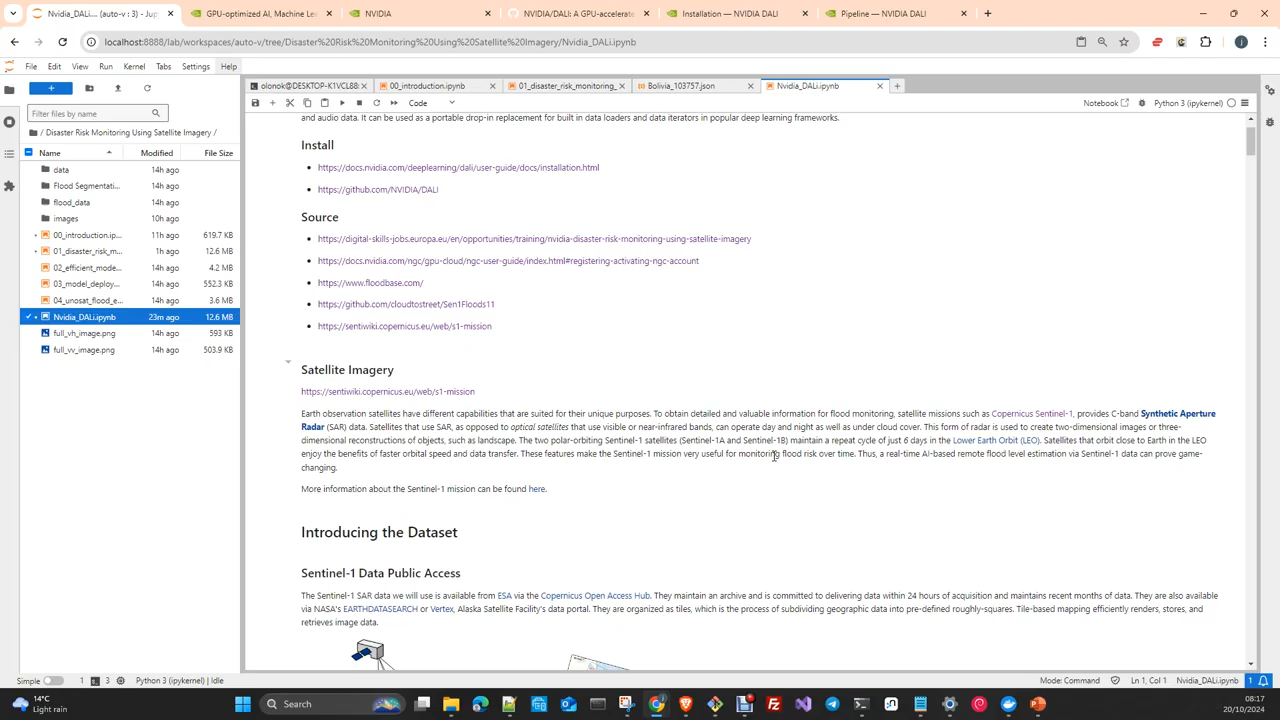 Nvidia_DALi.... (auto-v : 3) - Jup
GPU-optimized AI, Machine Lea
NVIDIA
NVIDIA/DALI: A GPU-accelerate
Installation — NVIDIA DALI
Pipeline — NVIDIA DALI
localhost:8888/lab/workspaces/auto-v/tree/Disaster%20Risk%20Monitoring%20Using%20Satellite%20Imagery/Nvidia_DALi.ipynb
File Edit View Run Kernel Tabs Settings Help
olonok@DESKTOP-K1VCL88:
00_introduction.ipynb
01_disaster_risk_monitoring_
Bolivia_103757.json
Nvidia_DALi.ipynb
Code
Notebook
Python 3 (ipykernel)
Filter files by name
/ Disaster Risk Monitoring Using Satellite Imagery /
Name Modified File Size
data 14h ago
Flood Segmentati... 14h ago
flood_data 14h ago
images 10h ago
00_introduction.ip... 11h ago 619.7 KB
01_disaster_risk_m... 1h ago 12.6 MB
02_efficient_mode... 14h ago 4.2 MB
03_model_deploy... 14h ago 552.3 KB
04_unosat_flood_e... 14h ago 3.6 MB
Nvidia_DALi.ipynb 23m ago 12.6 MB
full_vh_image.png 14h ago 593 KB
full_vv_image.png 14h ago 503.9 KB
and audio data. It can be used as a portable drop-in replacement for built in data loaders and data iterators in popular deep learning frameworks.
Install
https://docs.nvidia.com/deeplearning/dali/user-guide/docs/installation.html
https://github.com/NVIDIA/DALI
Source
https://digital-skills-jobs.europa.eu/en/opportunities/training/nvidia-disaster-risk-monitoring-using-satellite-imagery
https://docs.nvidia.com/ngc/gpu-cloud/ngc-user-guide/index.html#registering-activating-ngc-account
https://www.floodbase.com/
https://github.com/cloudtostreet/Sen1Floods11
https://sentiwiki.copernicus.eu/web/s1-mission
Satellite Imagery
https://sentiwiki.copernicus.eu/web/s1-mission
Earth observation satellites have different capabilities that are suited for their unique purposes. To obtain detailed and valuable information for flood monitoring, satellite missions such as Copernicus Sentinel-1, provides C-band Synthetic Aperture
Radar (SAR) data. Satellites that use SAR, as opposed to optical satellites that use visible or near-infrared bands, can operate day and night as well as under cloud cover. This form of radar is used to create two-dimensional images or three-
dimensional reconstructions of objects, such as landscape. The two polar-orbiting Sentinel-1 satellites (Sentinel-1A and Sentinel-1B) maintain a repeat cycle of just 6 days in the Lower Earth Orbit (LEO). Satellites that orbit close to Earth in the LEO
enjoy the benefits of faster orbital speed and data transfer. These features make the Sentinel-1 mission very useful for monitoring flood risk over time. Thus, a real-time AI-based remote flood level estimation via Sentinel-1 data can prove game-
changing.
More information about the Sentinel-1 mission can be found here.
Introducing the Dataset
Sentinel-1 Data Public Access
The Sentinel-1 SAR data we will use is available from ESA via the Copernicus Open Access Hub. They maintain an archive and is committed to delivering data within 24 hours of acquisition and maintains recent months of data. They are also available
via NASA's EARTHDATASEARCH or Vertex, Alaska Satellite Facility's data portal. They are organized as tiles, which is the process of subdividing geographic data into pre-defined roughly-squares. Tile-based mapping efficiently renders, stores, and
retrieves image data.
Simple 1 3 Python 3 (ipykernel) | Idle
Mode: Command Ln 1, Col 1 Nvidia_DALi.ipynb 1
14°C
Light rain
Search
08:17
20/10/2024